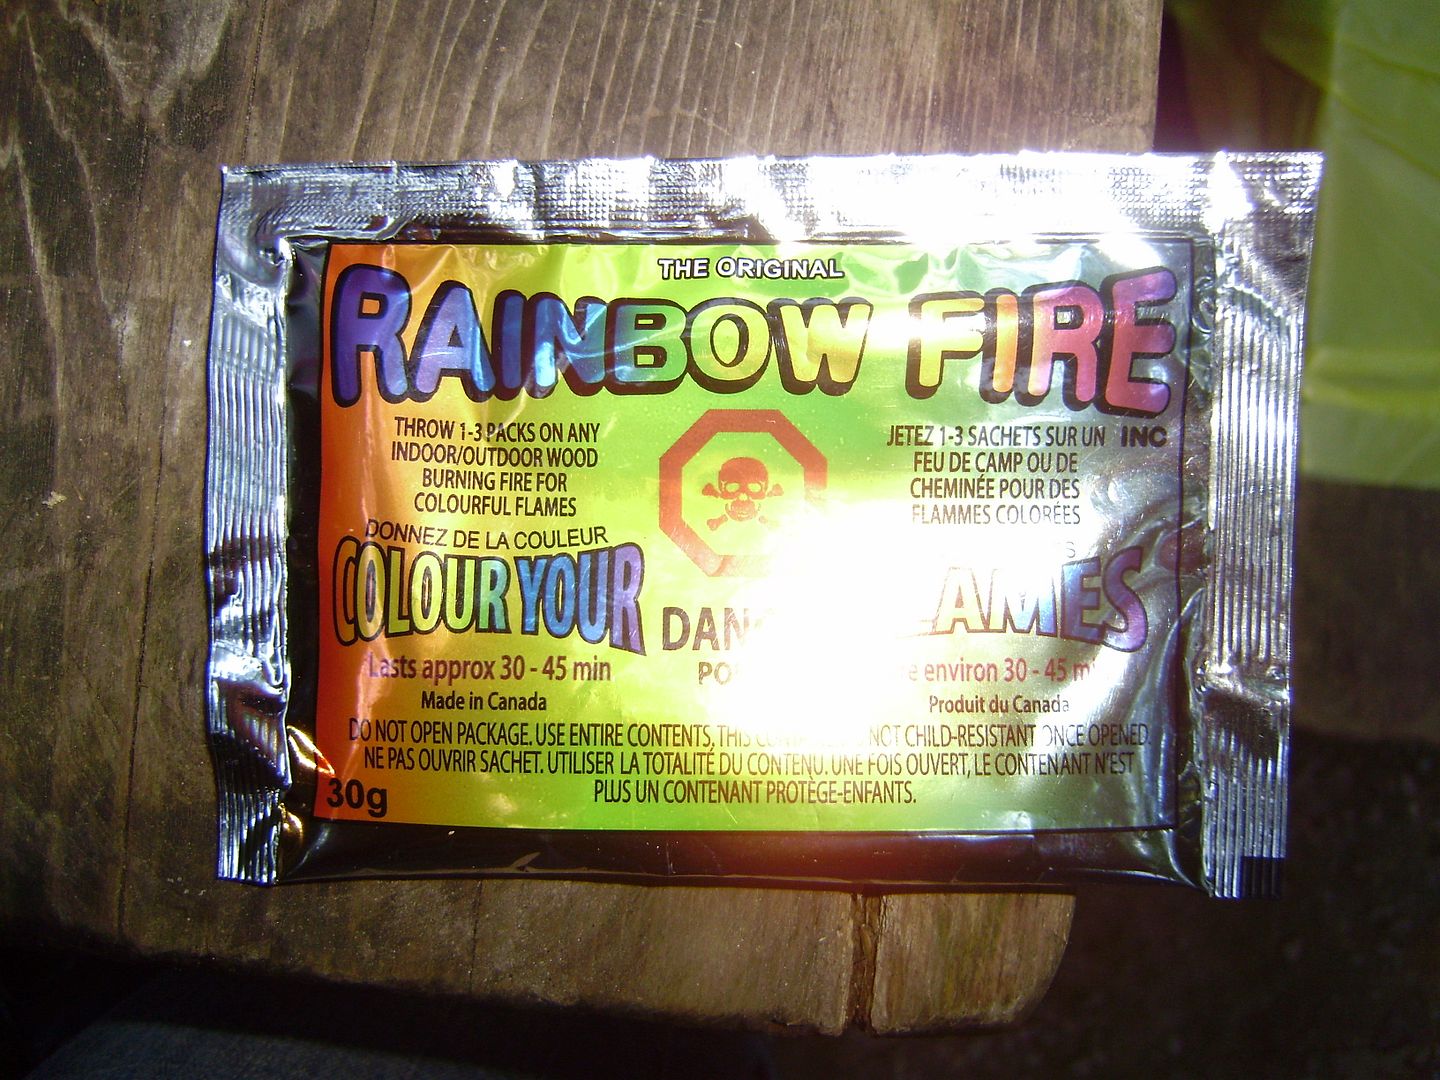 THE ORIGINAL
RAINBOW FIRE
INC
THROW 1-3 PACKS ON ANY
INDOOR/OUTDOOR WOOD
BURNING FIRE FOR
COLOURFUL FLAMES
JETEZ 1-3 SACHETS SUR UN
FEU DE CAMP OU DE
CHEMINÉE POUR DES
FLAMMES COLORÉES
DONNEZ DE LA COULEUR
COLOUR YOUR
Lasts approx 30 - 45 min
environ 30 - 45
Made in Canada
Produit du Canada
DO NOT OPEN PACKAGE. USE ENTIRE CONTENTS. THIS NOT CHILD-RESISTANT ONCE OPENED.
NE PAS OUVRIR SACHET. UTILISER LA TOTALITÉ DU CONTENU. UNE FOIS OUVERT, LE CONTENANT N'EST
PLUS UN CONTENANT PROTÈGE-ENFANTS.
30g